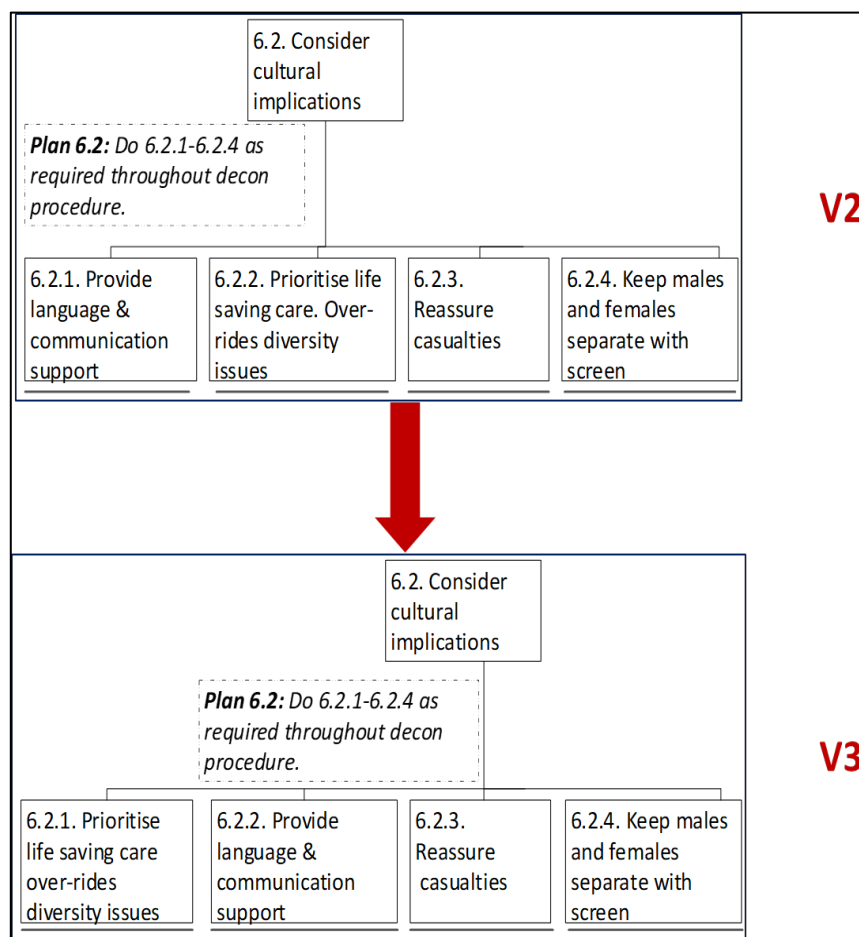 6.2. Consider
cultural
implications
Plan 6.2: Do 6.2.1-6.2.4 as
required throughout decon
procedure.
V2
6.2.1. Provide
language &
communication
support
6.2.2. Prioritise life
saving care. Over-
rides diversity
issues
6.2.3.
Reassure
casualties
6.2.4. Keep males
and females
separate with
screen
6.2. Consider
cultural
implications
Plan 6.2: Do 6.2.1-6.2.4 as
required throughout decon
procedure.
V3
6.2.1. Prioritise
life saving care
over-rides
diversity issues
6.2.2. Provide
language &
communication
support
6.2.3.
Reassure
casualties
6.2.4. Keep males
and females
separate with
screen